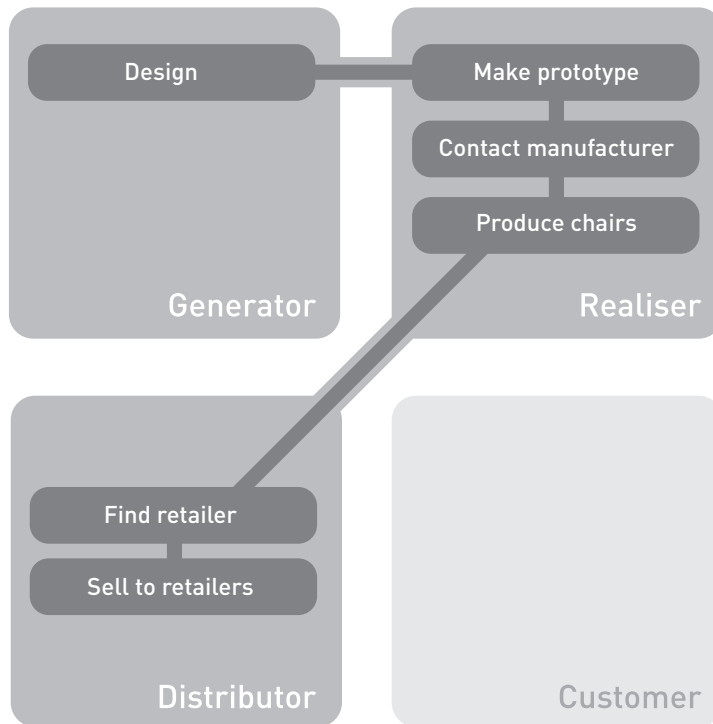 Design
Make prototype
Contact manufacturer
Produce chairs
Generator
Realiser
Find retailer
Sell to retailers
Distributor
Customer